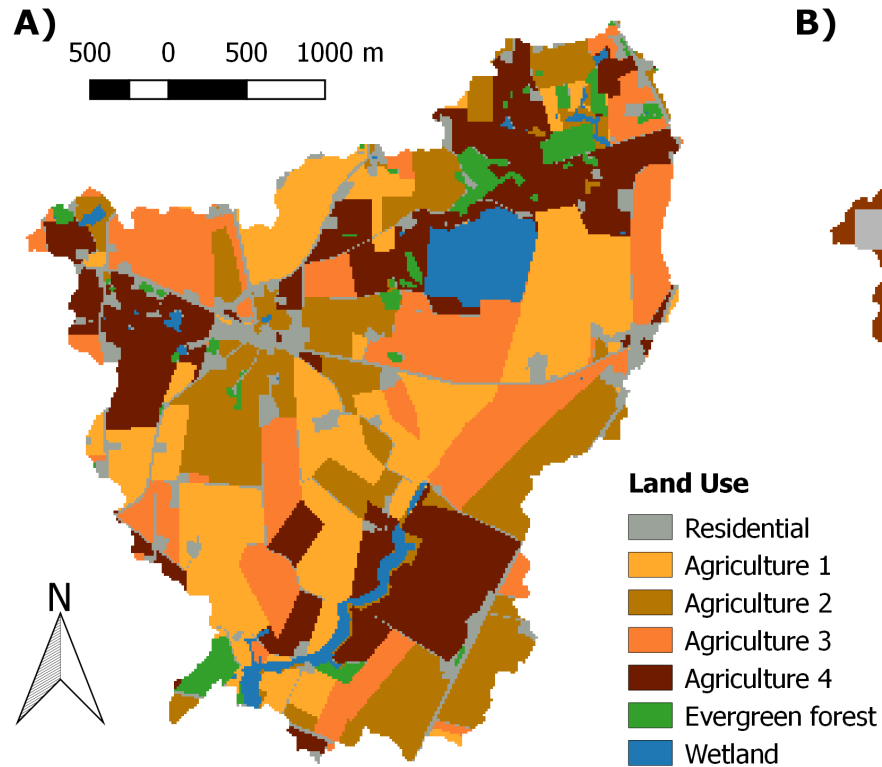 A)
B)
500 0 500 1000 m
N
Land Use
Residential
Agriculture 1
Agriculture 2
Agriculture 3
Agriculture 4
Evergreen forest
Wetland